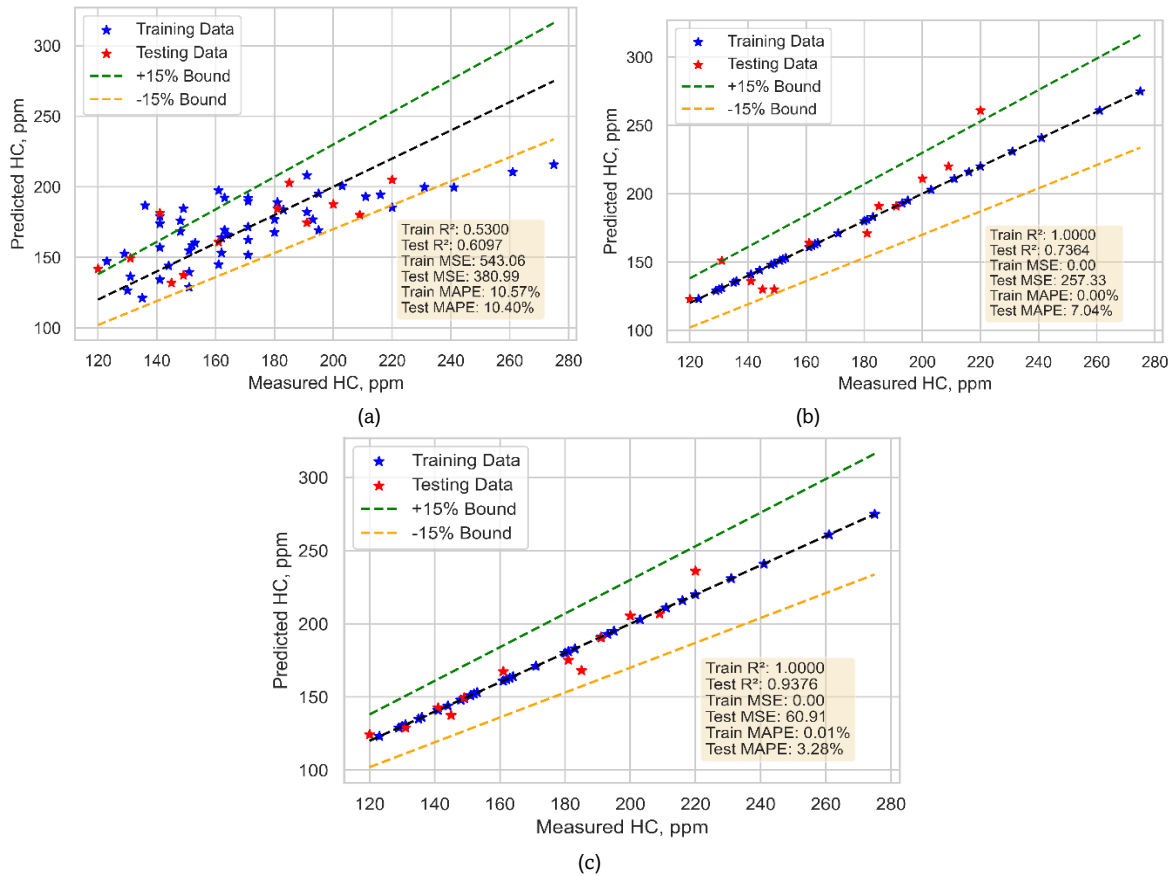 Training Data
Testing Data
+15% Bound
-15% Bound
Predicted HC, ppm
300
250
200
150
100
Train R²: 0.5300
Test R²: 0.6097
Train MSE: 543.06
Test MSE: 380.99
Train MAPE: 10.57%
Test MAPE: 10.40%
120 140 160 180 200 220 240 260 280
Measured HC, ppm
(a)
Training Data
Testing Data
+15% Bound
-15% Bound
Predicted HC, ppm
300
250
200
150
100
Train R²: 1.0000
Test R²: 0.7364
Train MSE: 0.00
Test MSE: 257.33
Train MAPE: 0.00%
Test MAPE: 7.04%
120 140 160 180 200 220 240 260 280
Measured HC, ppm
(b)
Training Data
Testing Data
+15% Bound
-15% Bound
Predicted HC, ppm
300
250
200
150
100
Train R²: 1.0000
Test R²: 0.9376
Train MSE: 0.00
Test MSE: 60.91
Train MAPE: 0.01%
Test MAPE: 3.28%
120 140 160 180 200 220 240 260 280
Measured HC, ppm
(c)